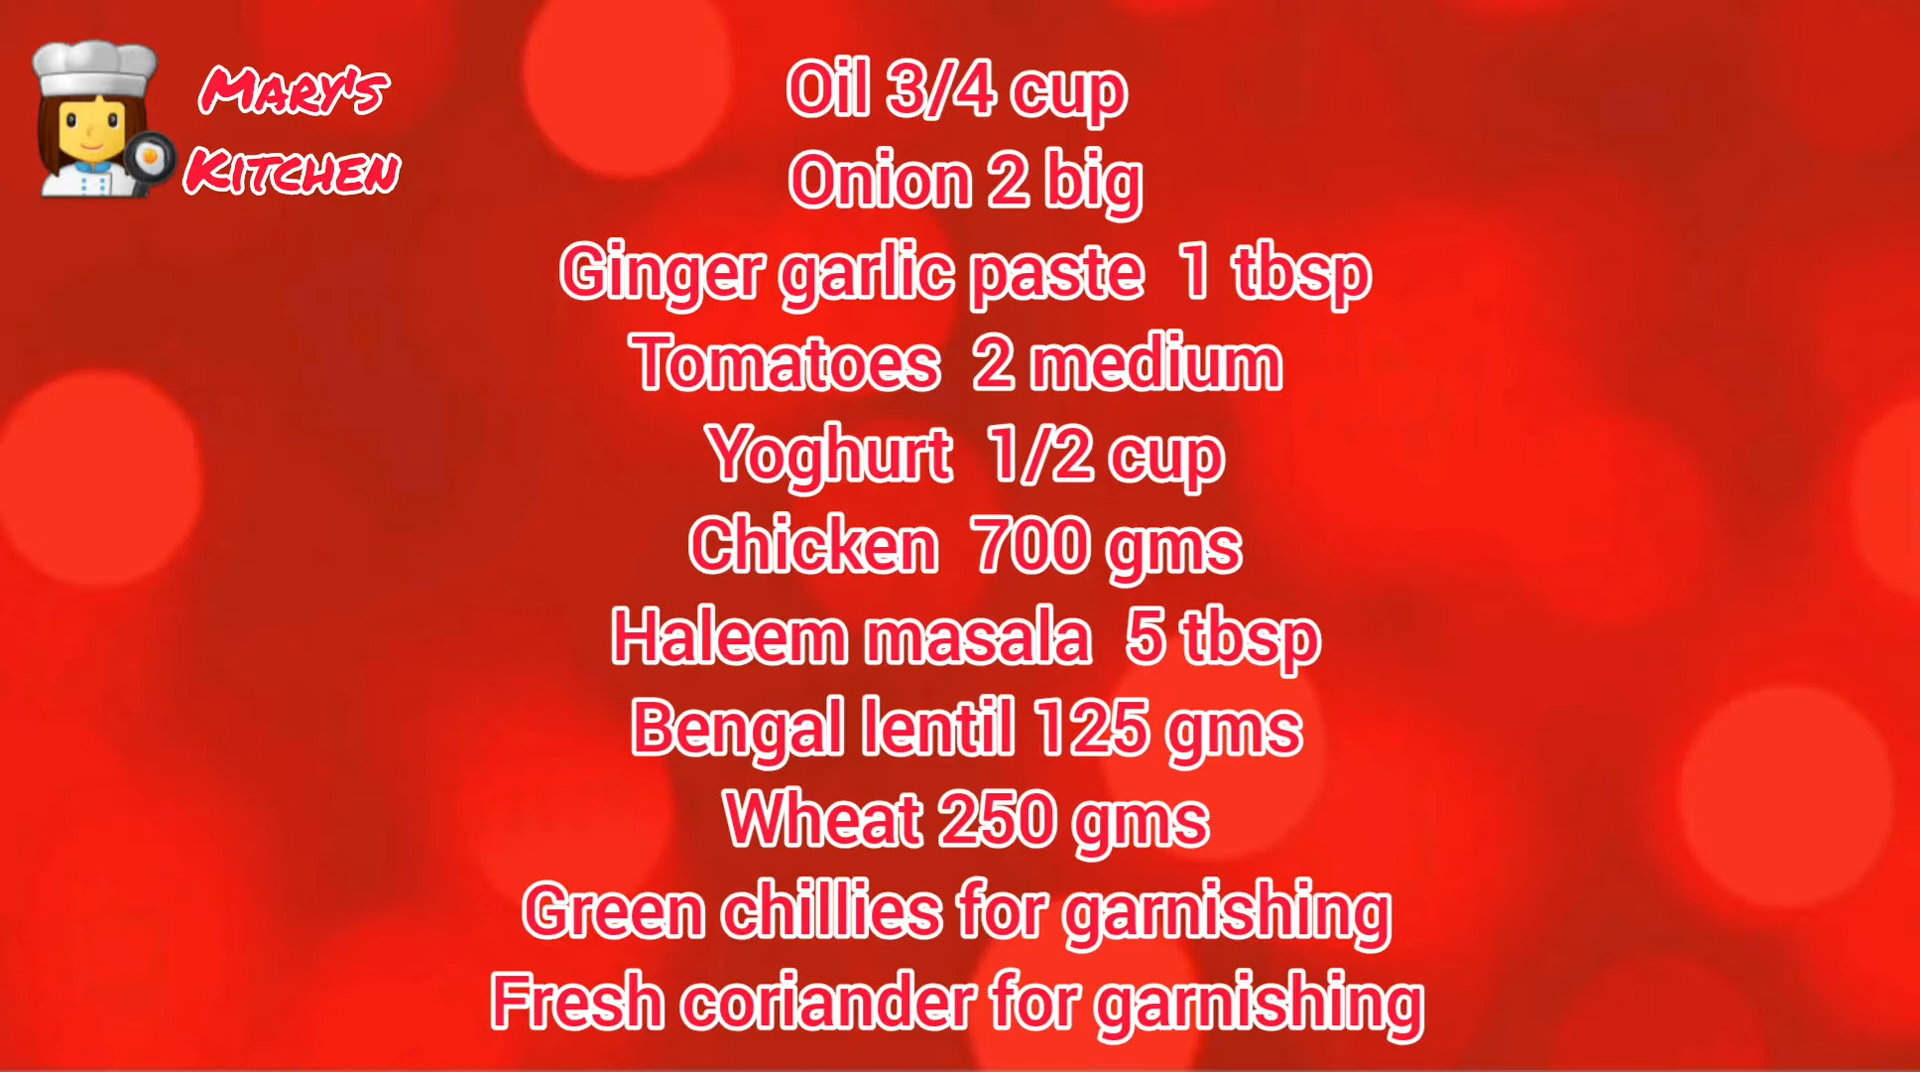 Mary's
Kitchen
Oil 3/4 cup
Onion 2 big
Ginger garlic paste 1 tbsp
Tomatoes 2 medium
Yoghurt 1/2 cup
Chicken 700 gms
Haleem masala 5 tbsp
Bengal lentil 125 gms
Wheat 250 gms
Green chillies for garnishing
Fresh coriander for garnishing